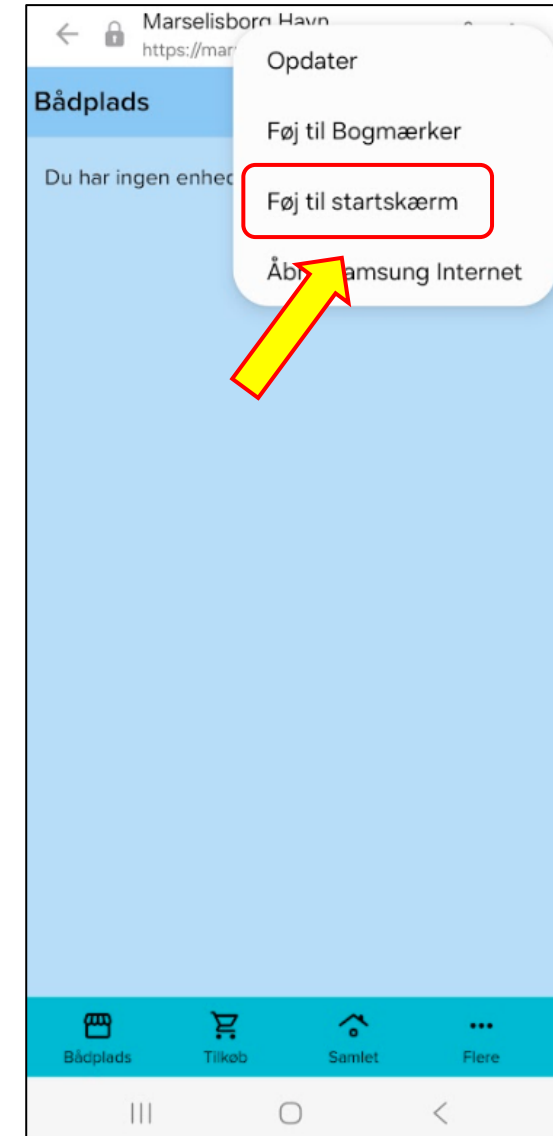 Marselisborg Havn
https://mar
Opdater
Bådplads
Føj til Bogmærker
Du har ingen enhed
Føj til startskærm
Åbn Samsung Internet
Bådplads
Tilkøb
Samlet
Flere